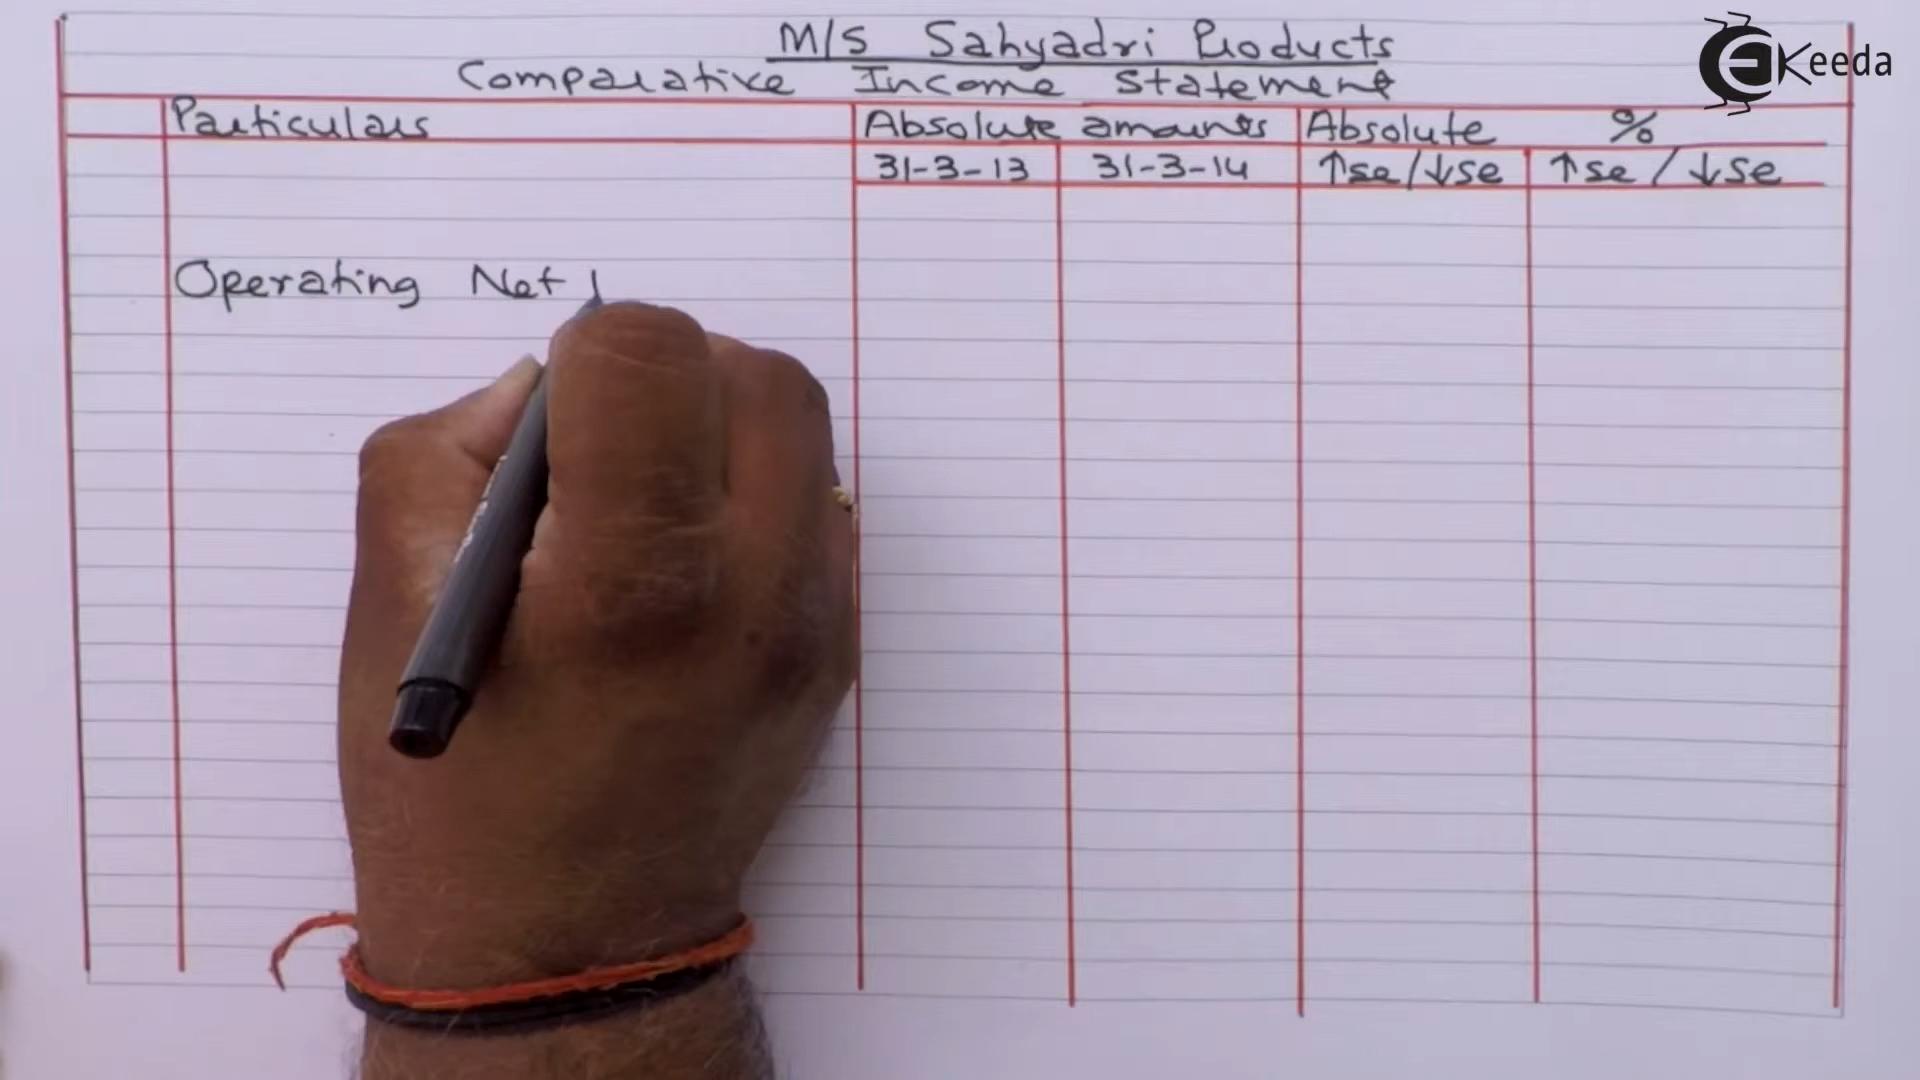 M/S Sahyadri Products
Comparative Income Statement
Particulars Absolute amounts Absolute %
31-3-13 31-3-14 ↑se/↓se ↑se/↓se
Operating Net
Keeda